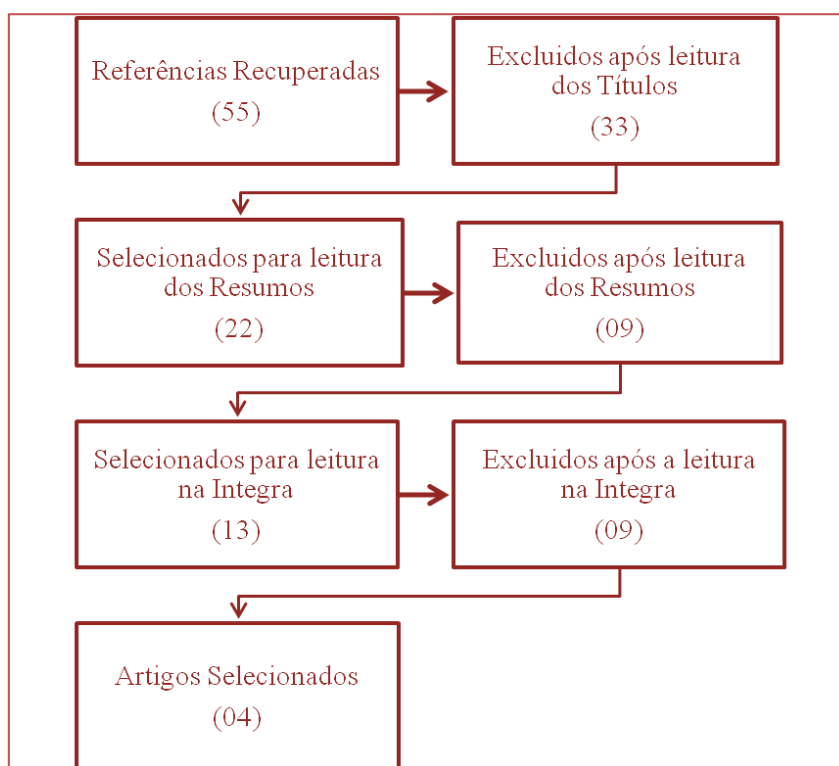 Referências Recuperadas
(55)
Excluidos após leitura
dos Títulos
(33)
Selecionados para leitura
dos Resumos
(22)
Excluidos após leitura
dos Resumos
(09)
Selecionados para leitura
na Integra
(13)
Excluidos após a leitura
na Integra
(09)
Artigos Selecionados
(04)